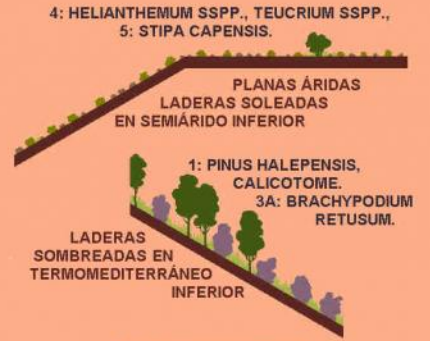 4: HELIANTHEMUM SSPP., TEUCRIUM SSPP.,
5: STIPA CAPENSIS.
PLANAS ÁRIDAS
LADERAS SOLEADAS
EN SEMIÁRIDO INFERIOR
1: PINUS HALEPENSIS,
CALICOTOME.
3A: BRACHYPODIUM
RETUSUM.
LADERAS
SOMBREADAS EN
TERMOMEDITERRÁNEO
INFERIOR